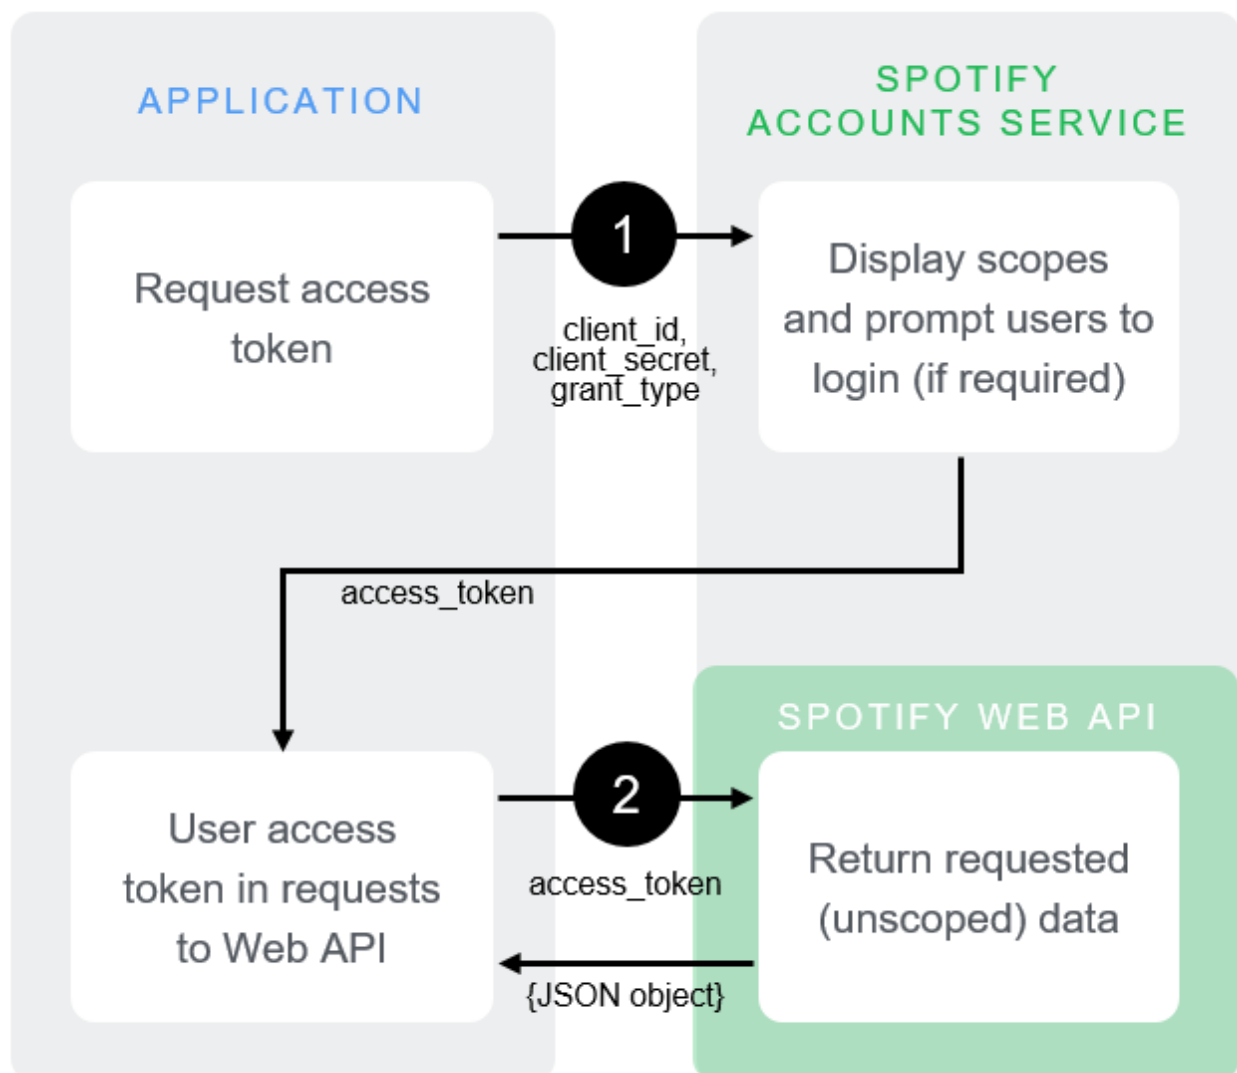 APPLICATION
SPOTIFY
ACCOUNTS SERVICE
Request access
token
1
client_id,
client_secret,
grant_type
Display scopes
and prompt users to
login (if required)
access_token
SPOTIFY WEB API
User access
token in requests
to Web API
2
access_token
{JSON object}
Return requested
(unscoped) data